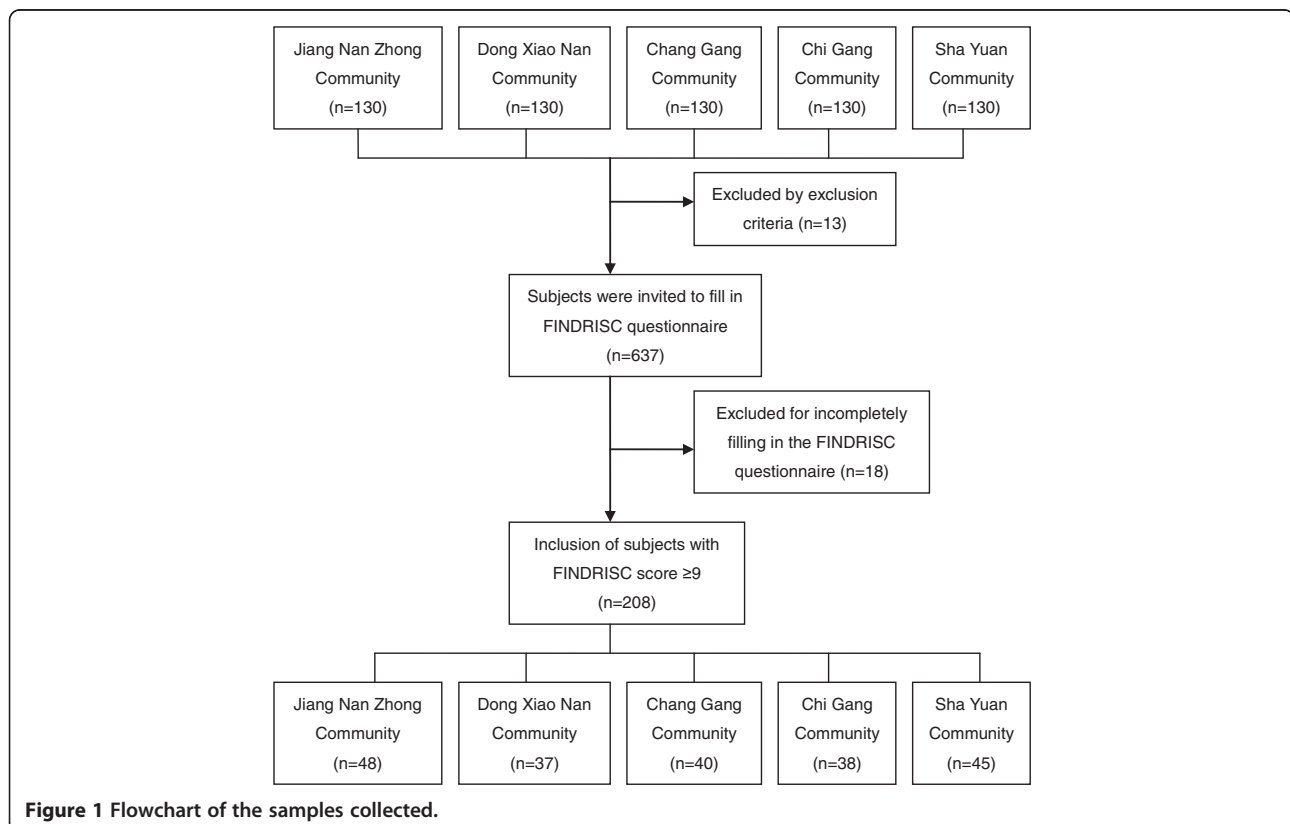 Jiang Nan Zhong
Community
(n=130)
Dong Xiao Nan
Community
(n=130)
Chang Gang
Community
(n=130)
Chi Gang
Community
(n=130)
Sha Yuan
Community
(n=130)
Excluded by exclusion
criteria (n=13)
Subjects were invited to fill in
FINDRISC questionnaire
(n=637)
Excluded for incompletely
filling in the FINDRISC
questionnaire (n=18)
Inclusion of subjects with
FINDRISC score ≥9
(n=208)
Jiang Nan Zhong
Community
(n=48)
Dong Xiao Nan
Community
(n=37)
Chang Gang
Community
(n=40)
Chi Gang
Community
(n=38)
Sha Yuan
Community
(n=45)
Figure 1 Flowchart of the samples collected.